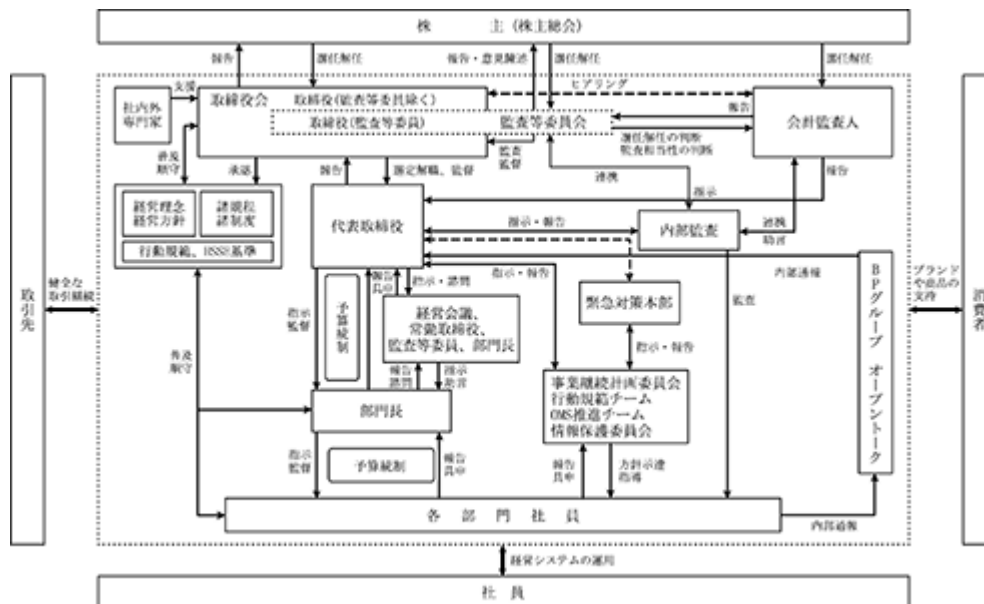 株 主（株主総会）
報告
選任解任
報告・意見陳述
選任解任
選任解任
支援
社内外
専門家
取締役会 取締役(監査等委員除く)
取締役(監査等委員)
監査等委員会
ヒアリング
報告
会計監査人
選任解任の判断
監査相当性の判断
普及
順守
承認
報告
選定解職、監督
監査
監督
連携
指示
報告
経営理念
経営方針
諸規程
諸制度
行動規範、HSSE基準
代表取締役
指示・報告
内部監査
連携
助言
取引先
健全な
取引継続
ブランド
や商品の
支持
消費者
指示
監督
予算統制
報告
具申
指示・諮問
指示・報告
内部通報
監査
緊急対策本部
経営会議、
常勤取締役、
監査等委員、部門長
指示・報告
普及
順守
報告
諮問
指示
助言
事業継続計画委員会
行動規範チーム
OMS推進チーム
情報保護委員会
部門長
BPグループ オープントーク
指示
監督
予算統制
報告
具申
報告
具申
方針示達
指導
各部門社員
内部通報
経営システムの運用
社員